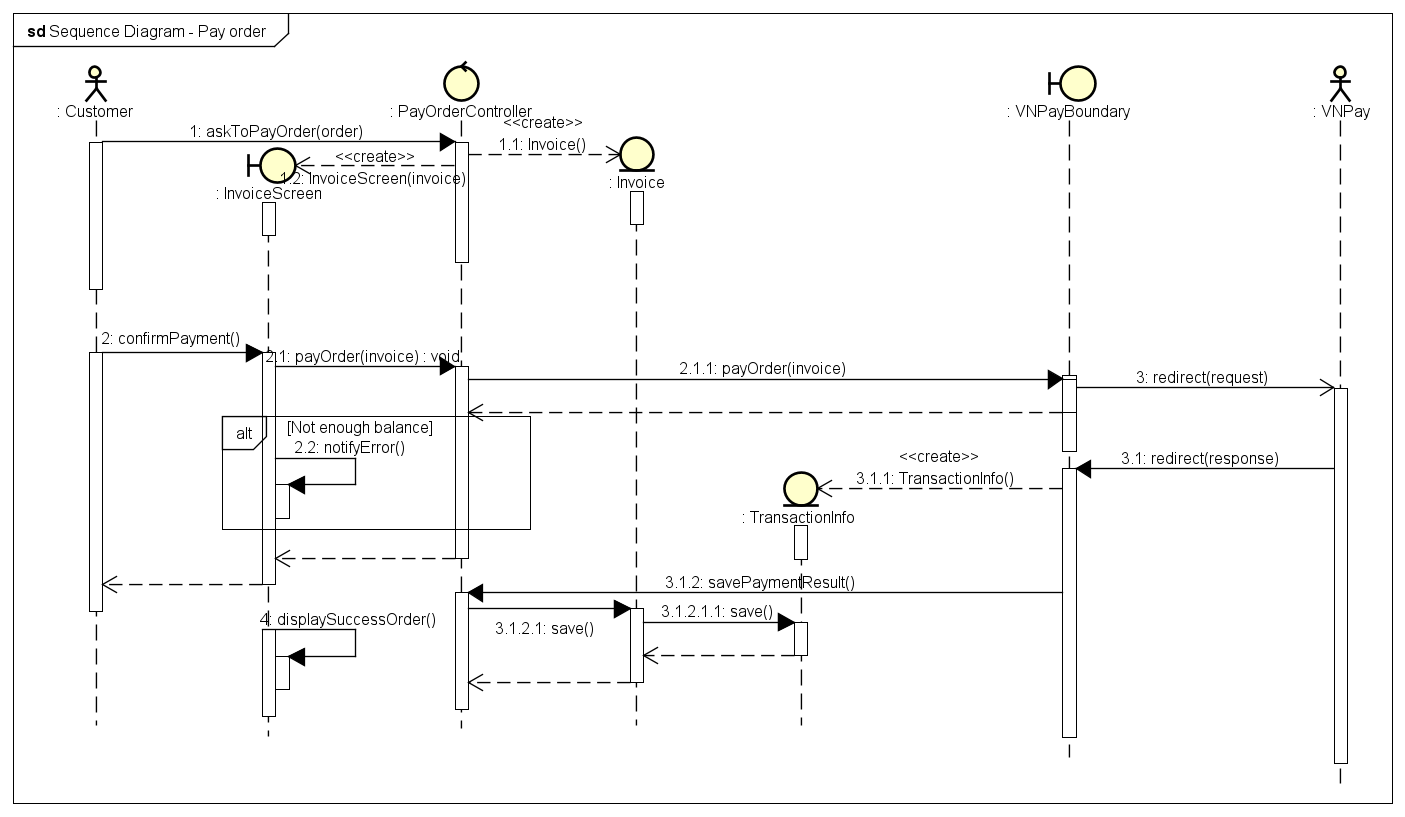 sd Sequence Diagram - Pay order
: Customer
: PayOrderController
: VNPayBoundary
: VNPay
<<create>>
1: askToPayOrder(order)
1.1: Invoice()
<<create>>
1.2: InvoiceScreen(invoice)
: Invoice
: InvoiceScreen
2: confirmPayment()
2.1: payOrder(invoice) : void
2.1.1: payOrder(invoice)
3: redirect(request)
alt
[Not enough balance]
2.2: notifyError()
<<create>>
3.1: redirect(response)
3.1.1: TransactionInfo()
: TransactionInfo
3.1.2: savePaymentResult()
4: displaySuccessOrder()
3.1.2.1: save()
3.1.2.1.1: save()